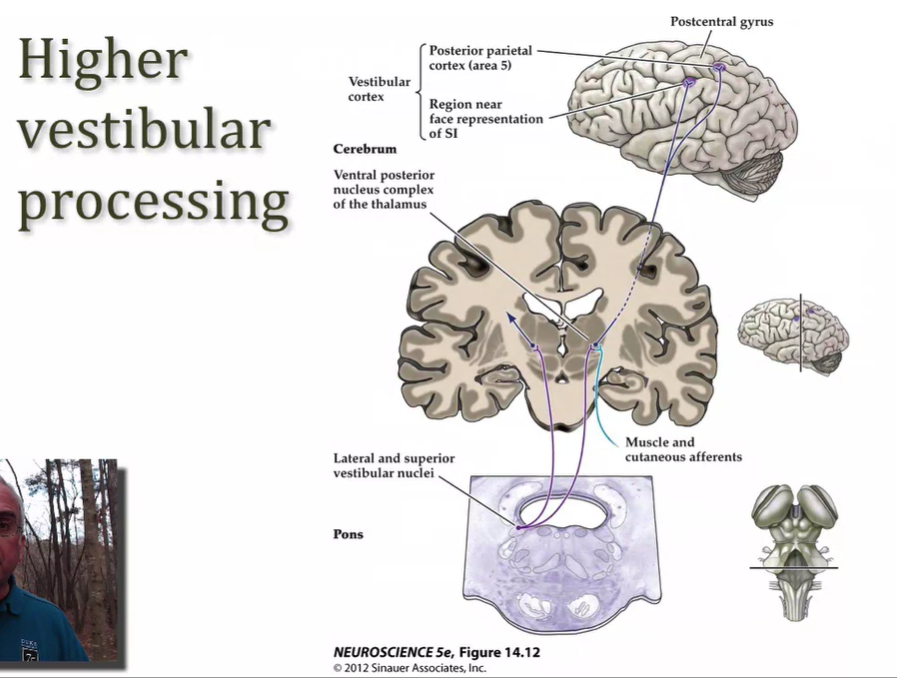 Higher
vestibular
processing
Postcentral gyrus
Posterior parietal
cortex (area 5)
Vestibular
cortex
Region near
face representation
of SI
Cerebrum
Ventral posterior
nucleus complex
of the thalamus
Muscle and
cutaneous afferents
Lateral and superior
vestibular nuclei
Pons
DUKE
NEUROSCIENCE 5e, Figure 14.12
© 2012 Sinauer Associates, Inc.